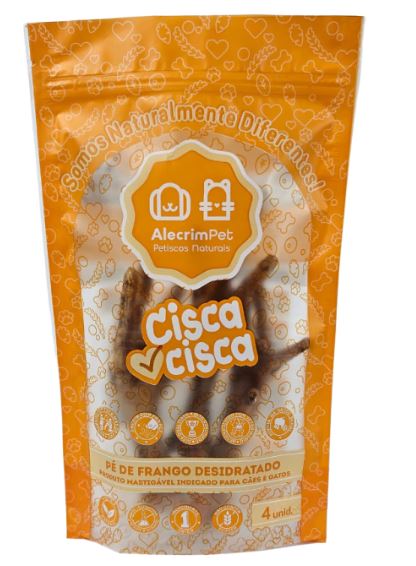 Somos Naturalmente Diferentes!
AlecrimPet
Petiscos Naturais
Cisca
cisca
PÉ DE FRANGO DESIDRATADO
PRODUTO MASTIGÁVEL INDICADO PARA CÃES E GATOS
4 unid.
1